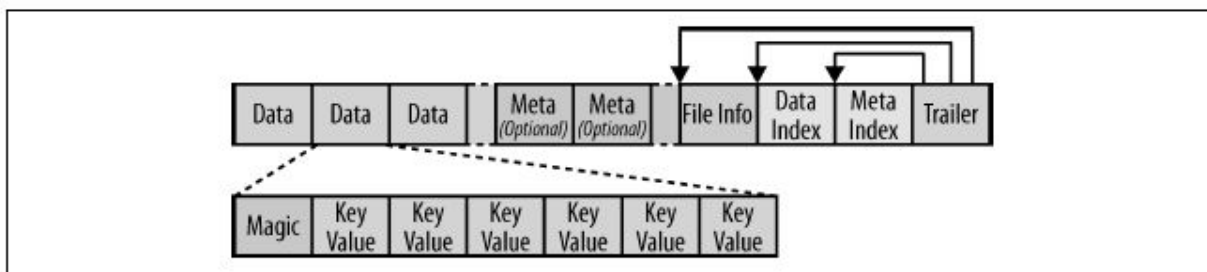 Data Data Data Meta Meta File Info Data Meta Trailer
(Optional) (Optional) Index Index
Magic Key Key Key Key Key Key
Value Value Value Value Value Value